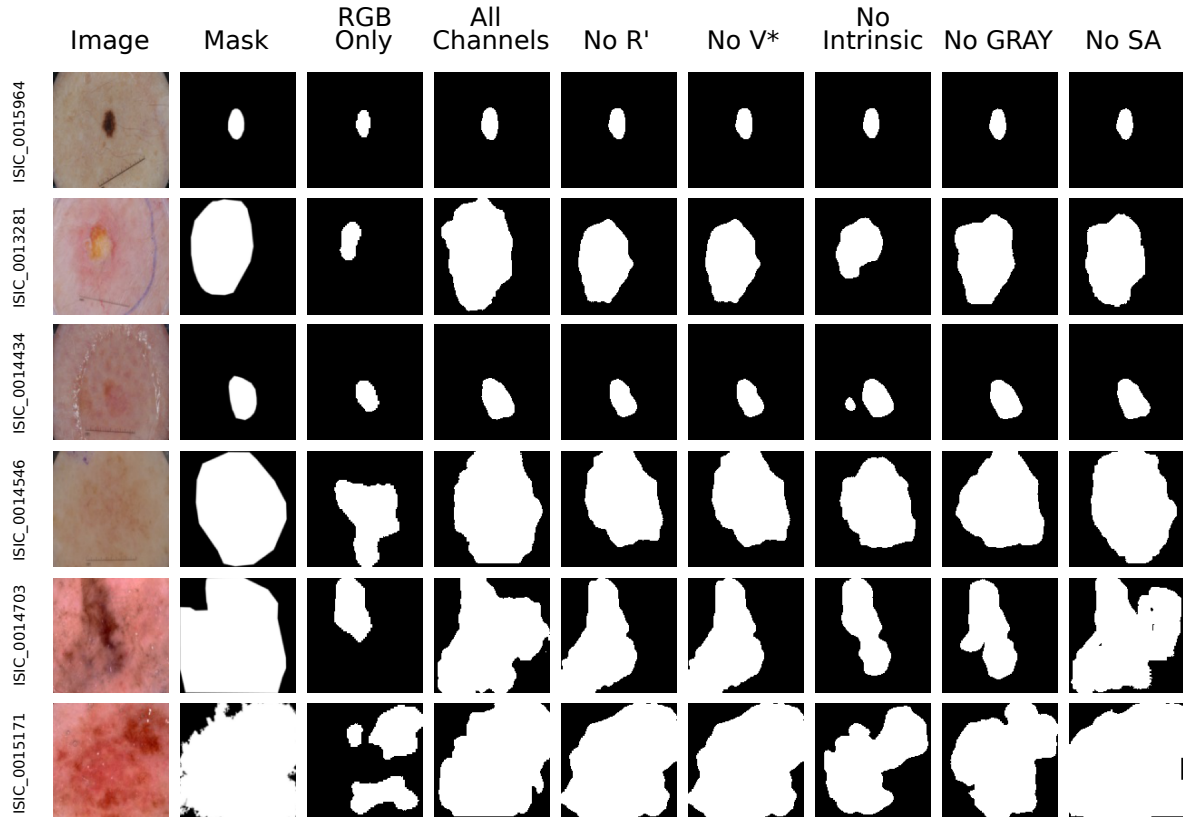 Image
Mask
RGB
Only
All
Channels
No R'
No V*
No
Intrinsic
No GRAY
No SA
ISIC_0015964
ISIC_0013281
ISIC_0014434
ISIC_0014546
ISIC_0014703
ISIC_0015171